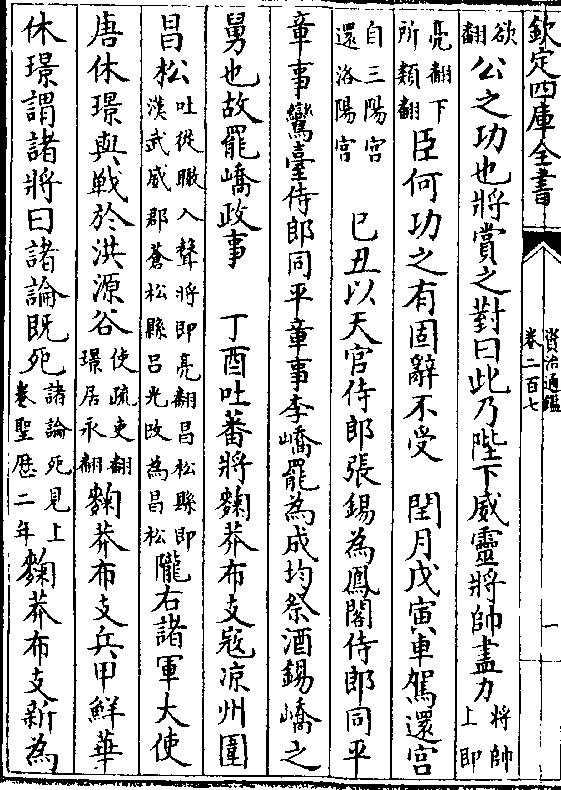 欽定四庫全書
資治通鑑
卷二百七
一
欲翻公之功也將賞之對曰此乃陛下威靈將帥盡力將帥上即
亮翻下所類翻臣何功之有固辭不受 閏月戊寅車駕還宮
自三陽宮還洛陽宮 己丑以天官侍郎張錫為鳳閣侍郎同平
章事鸞臺侍郎同平章事李嶠罷為成均祭酒錫嶠之
舅也故罷嶠政事 丁酉吐蕃將麴莽布支寇凉州圍
昌松吐從暾入聲將即亮翻昌松縣即漢武威郡蒼松縣吕光改為昌松隴右諸軍大使
唐休璟與戰於洪源谷使疏吏翻璟居永翻麴莽布支兵甲鮮華
休璟謂諸將曰諸論既死諸論死見上卷聖厯二年麴莽布支新為